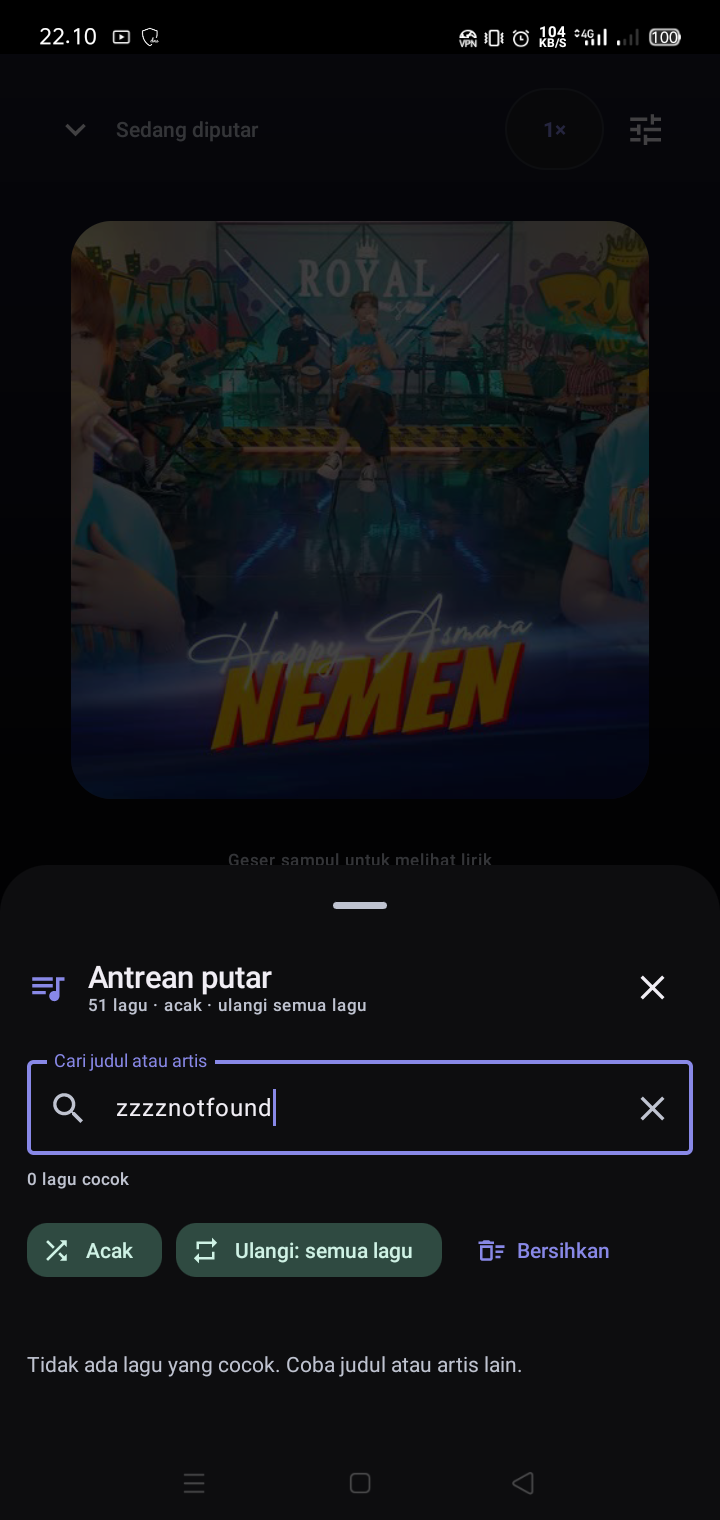 22.10
VPN
104
KB/S
4G
100
Sedang diputar
1×
ROYAL
Happy Asmara
NEMEN
Geser sampul untuk melihat lirik
Antrean putar
51 lagu · acak · ulangi semua lagu
Cari judul atau artis
zzzznotfound
0 lagu cocok
Acak
Ulangi: semua lagu
Bersihkan
Tidak ada lagu yang cocok. Coba judul atau artis lain.